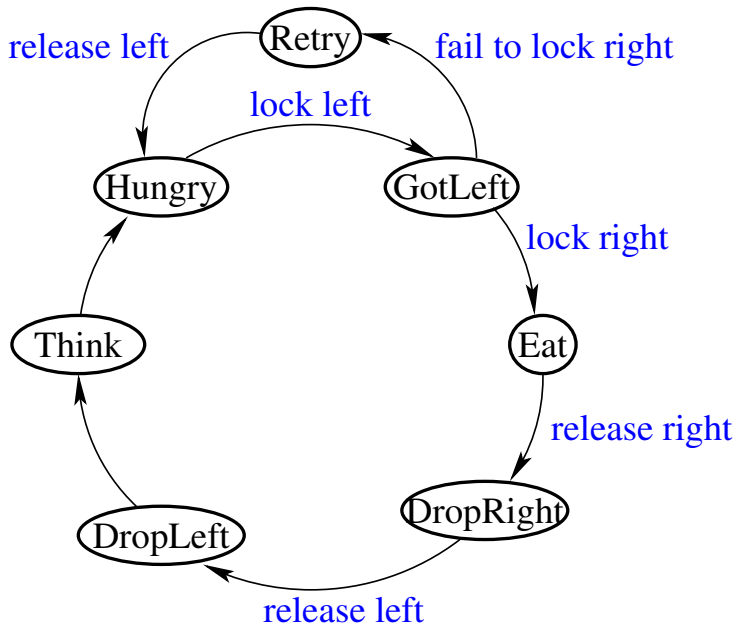 Retry
release left
fail to lock right
lock left
Hungry
GotLeft
lock right
Think
Eat
release right
DropRight
DropLeft
release left